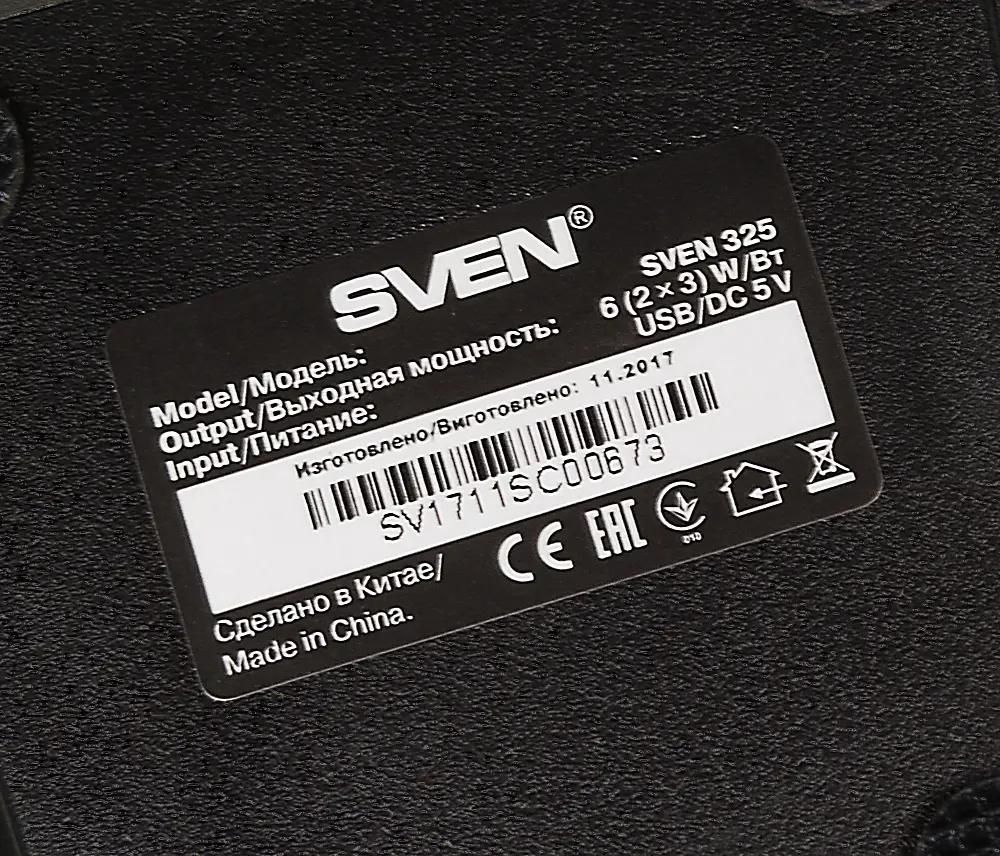 SVEN®
Model/Модель: SVEN 325
Output/Выходная мощность: 6 (2 × 3) W/Вт
Input/Питание: USB/DC 5 V
Изготовлено/Виготовлено: 11.2017
SV1711SC00673
CE EAC
010
Сделано в Китае/
Made in China.